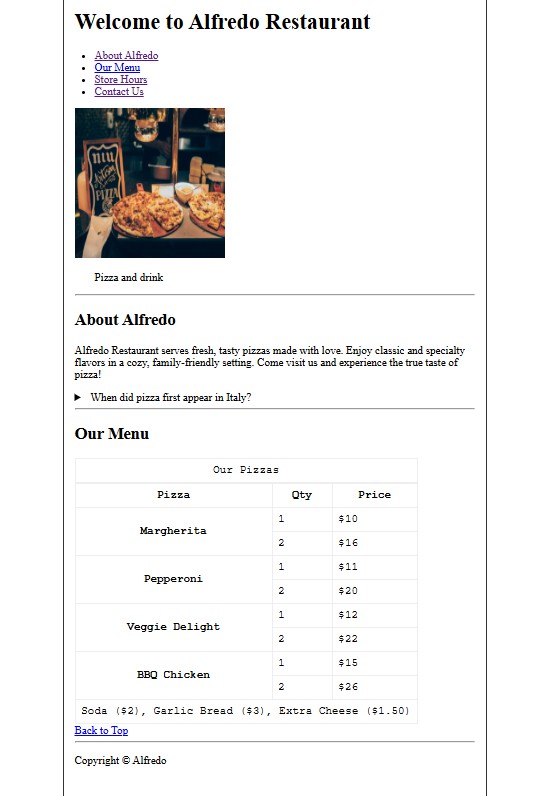 Welcome to Alfredo Restaurant
About Alfredo
Our Menu
Store Hours
Contact Us
niu
PIZZA
Pizza and drink
About Alfredo
Alfredo Restaurant serves fresh, tasty pizzas made with love. Enjoy classic and specialty
flavors in a cozy, family-friendly setting. Come visit us and experience the true taste of
pizza!
When did pizza first appear in Italy?
Our Menu
Our Pizzas
Pizza Qty Price
Margherita 1 $10
2 $16
Pepperoni 1 $11
2 $20
Veggie Delight 1 $12
2 $22
BBQ Chicken 1 $15
2 $26
Soda ($2), Garlic Bread ($3), Extra Cheese ($1.50)
Back to Top
Copyright © Alfredo